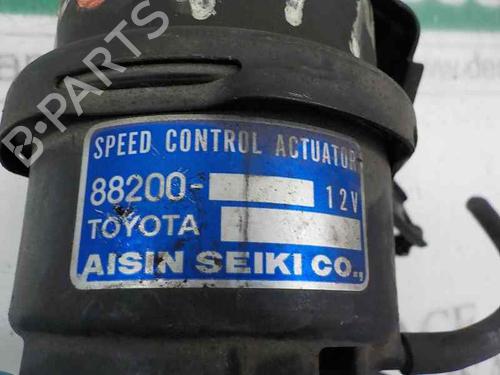 SPEED CONTROL ACTUATOR
88200- 12V
TOYOTA
AISIN SEIKI CO.,
B-PARTS